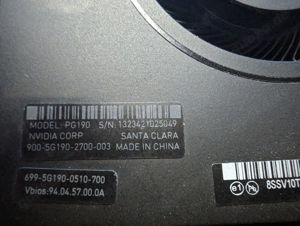 MODEL-PG190 S/N: 1323421025049
NVIDIA CORP SANTA CLARA
900-5G190-2700-003 MADE IN CHINA
699-5G190-0510-700
Vbios: 94.04.57.00.0A
e1 8SSV10T